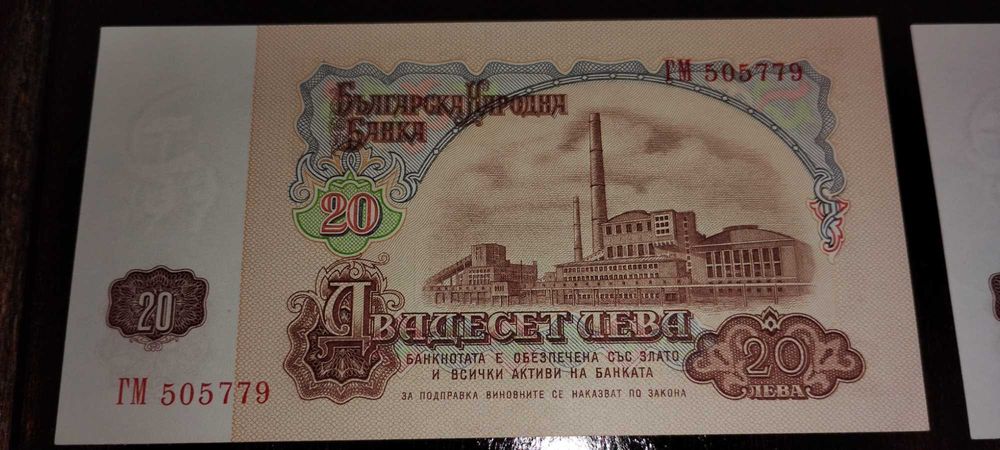 ГМ 505779
БЪЛГАРСКА НАРОДНА
БАНКА
20
20
ДВАДЕСЕТ ЛЕВА
БАНКНОТАТА Е ОБЕЗПЕЧЕНА СЪС ЗЛАТО
И ВСИЧКИ АКТИВИ НА БАНКАТА
20
ЛЕВА
ГМ 505779
ЗА ПОДПРАВКА ВИНОВНИТЕ СЕ НАКАЗВАТ ПО ЗАКОНА